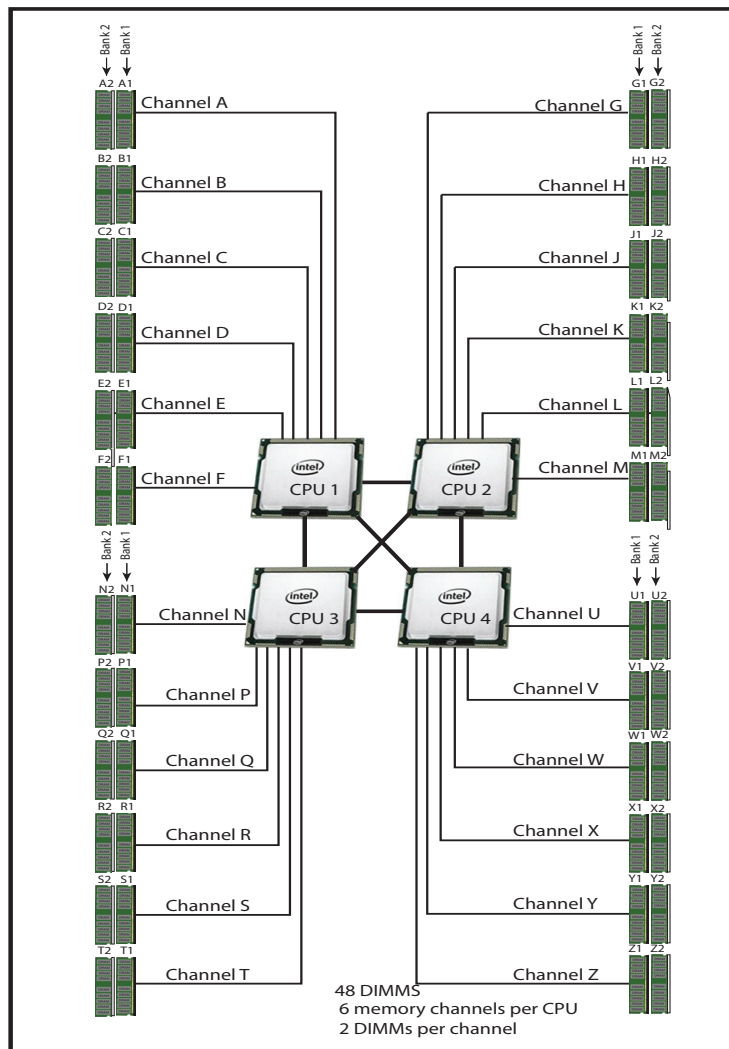 Bank 2 Bank 1
A2 A1
Channel A
B2 B1
Channel B
C2 C1
Channel C
D2 D1
Channel D
E2 E1
Channel E
F2 F1
Channel F
Bank 1 Bank 2
G1 G2
Channel G
H1 H2
Channel H
J1 J2
Channel J
K1 K2
Channel K
L1 L2
Channel L
M1 M2
Channel M
intel
CPU 1
intel
CPU 2
intel
CPU 3
intel
CPU 4
Bank 2 Bank 1
N2 N1
Channel N
P2 P1
Channel P
Q2 Q1
Channel Q
R2 R1
Channel R
S2 S1
Channel S
T2 T1
Channel T
Bank 1 Bank 2
U1 U2
Channel U
V1 V2
Channel V
W1 W2
Channel W
X1 X2
Channel X
Y1 Y2
Channel Y
Z1 Z2
Channel Z
48 DIMMS
6 memory channels per CPU
2 DIMMs per channel